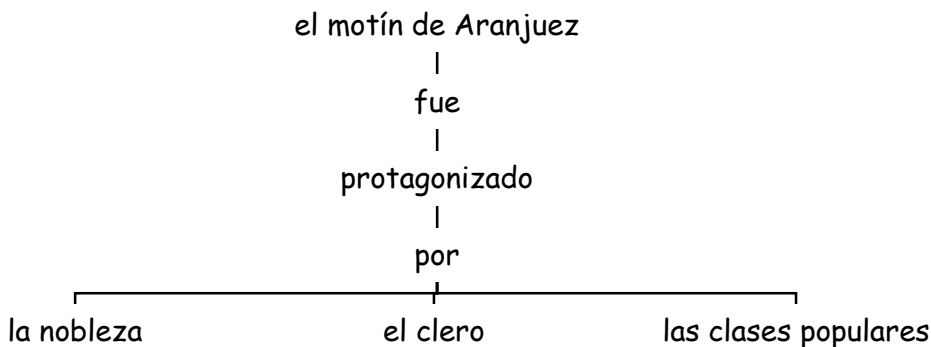 el motín de Aranjuez
fue
protagonizado
por
la nobleza el clero las clases populares